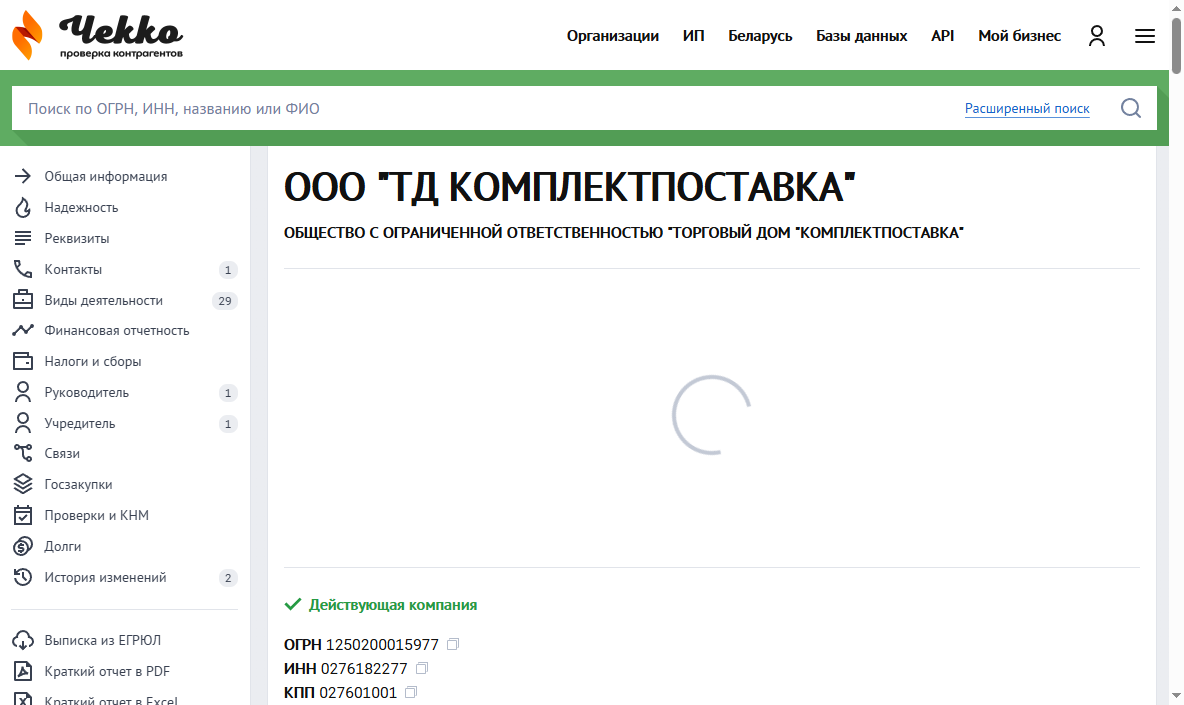 Чекко
проверка контрагентов
Организации ИП Беларусь Базы данных API Мой бизнес
Поиск по ОГРН, ИНН, названию или ФИО
Расширенный поиск
Общая информация
Надежность
Реквизиты
Контакты 1
Виды деятельности 29
Финансовая отчетность
Налоги и сборы
Руководитель 1
Учредитель 1
Связи
Госзакупки
Проверки и КНМ
Долги
История изменений 2
Выписка из ЕГРЮЛ
Краткий отчет в PDF
Краткий отчет в Excel
ООО "ТД КОМПЛЕКТПОСТАВКА"
ОБЩЕСТВО С ОГРАНИЧЕННОЙ ОТВЕТСТВЕННОСТЬЮ "ТОРГОВЫЙ ДОМ "КОМПЛЕКТПОСТАВКА"
Действующая компания
ОГРН 1250200015977
ИНН 0276182277
КПП 027601001